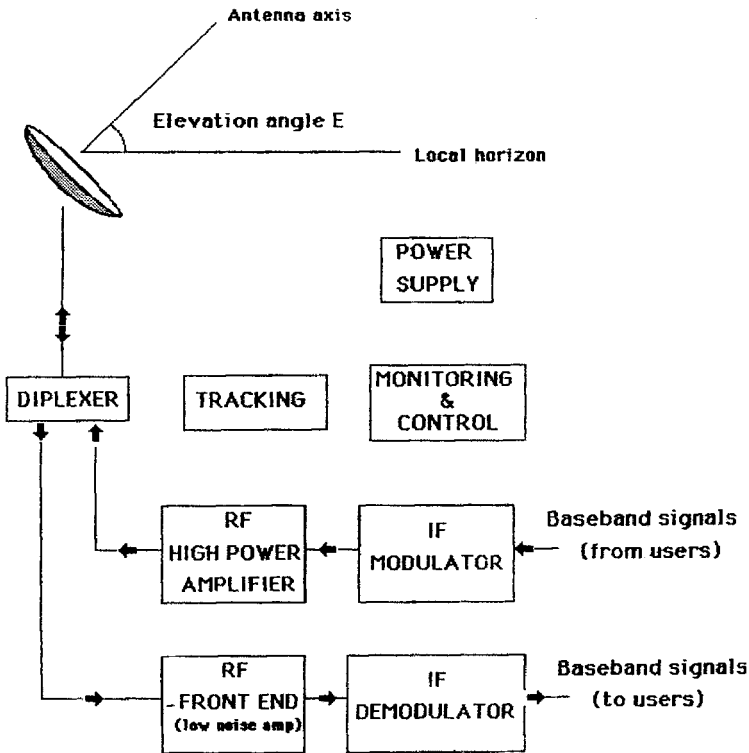 Antenna axis
Elevation angle E
Local horizon
POWER
SUPPLY
DIPLEXER
TRACKING
MONITORING
&
CONTROL
RF
HIGH POWER
AMPLIFIER
IF
MODULATOR
Baseband signals
(from users)
RF
-FRONT END
(low noise amp)
IF
DEMODULATOR
Baseband signals
(to users)